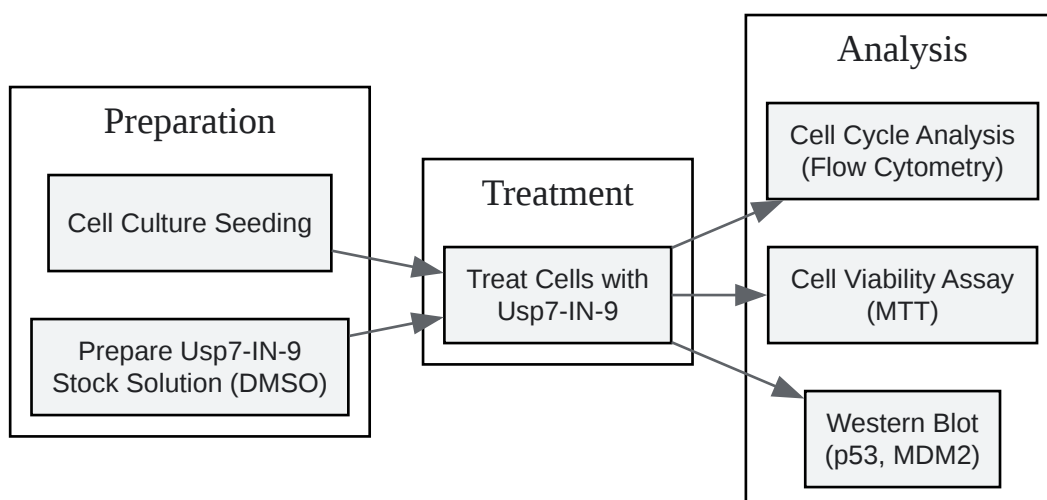 Preparation
Cell Culture Seeding
Prepare Usp7-IN-9
Stock Solution (DMSO)
Treatment
Treat Cells with
Usp7-IN-9
Analysis
Cell Cycle Analysis
(Flow Cytometry)
Cell Viability Assay
(MTT)
Western Blot
(p53, MDM2)